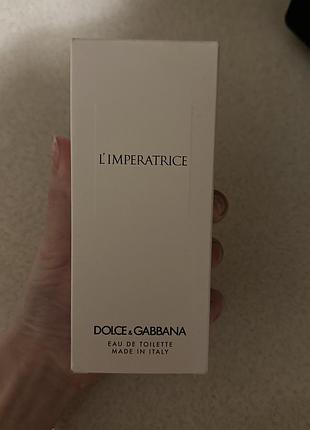 L'IMPERATRICE
DOLCE & GABBANA
EAU DE TOILETTE
MADE IN ITALY